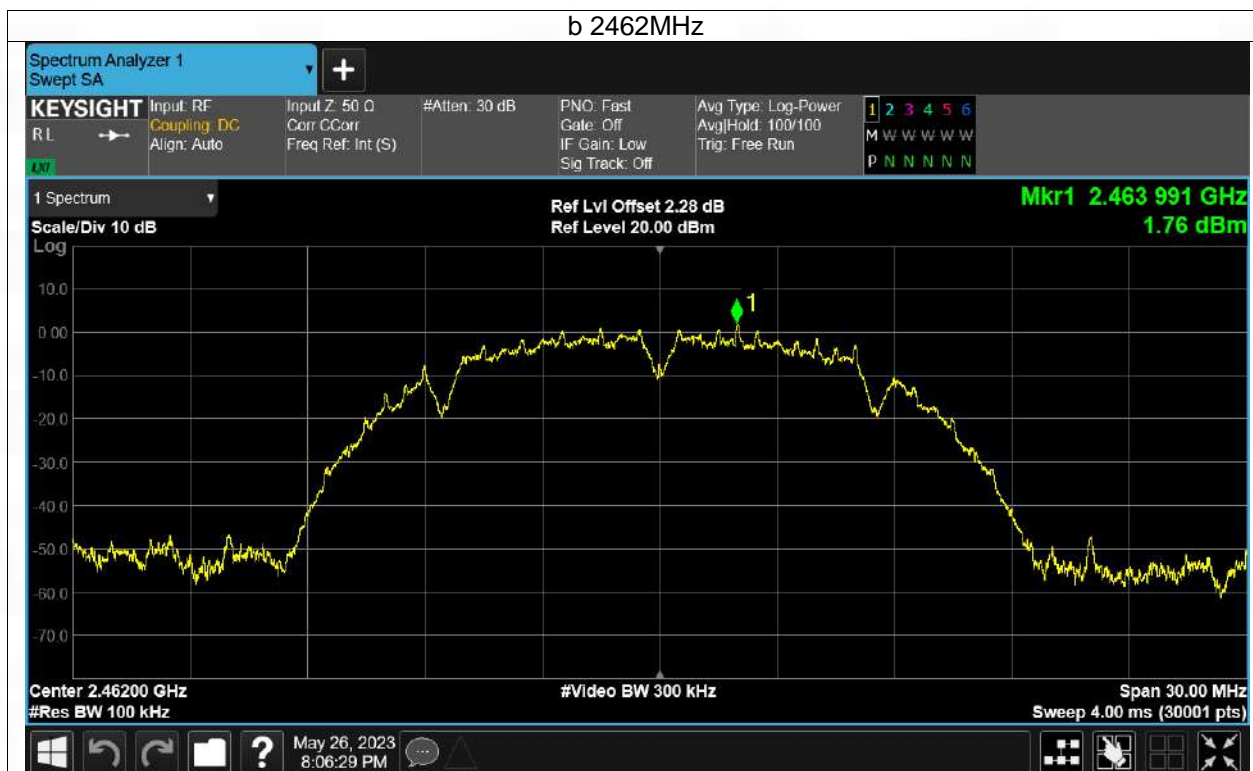 b 2462MHz
Spectrum Analyzer 1
Swept SA
+
KEYSIGHT
RL
LXI
Input: RF
Coupling: DC
Align: Auto
Input Z: 50 Ω
Corr CCorr
Freq Ref: Int (S)
#Atten: 30 dB
PNO: Fast
Gate: Off
IF Gain: Low
Sig Track: Off
Avg Type: Log-Power
Avg|Hold: 100/100
Trig: Free Run
1 2 3 4 5 6
M W W W W W
P N N N N N
1 Spectrum
Scale/Div 10 dB
Ref Lvl Offset 2.28 dB
Ref Level 20.00 dBm
Mkr1 2.463 991 GHz
1.76 dBm
Log
10.0
0.00
-10.0
-20.0
-30.0
-40.0
-50.0
-60.0
-70.0
1
Center 2.46200 GHz
#Res BW 100 kHz
#Video BW 300 kHz
Span 30.00 MHz
Sweep 4.00 ms (30001 pts)
?
May 26, 2023
8:06:29 PM